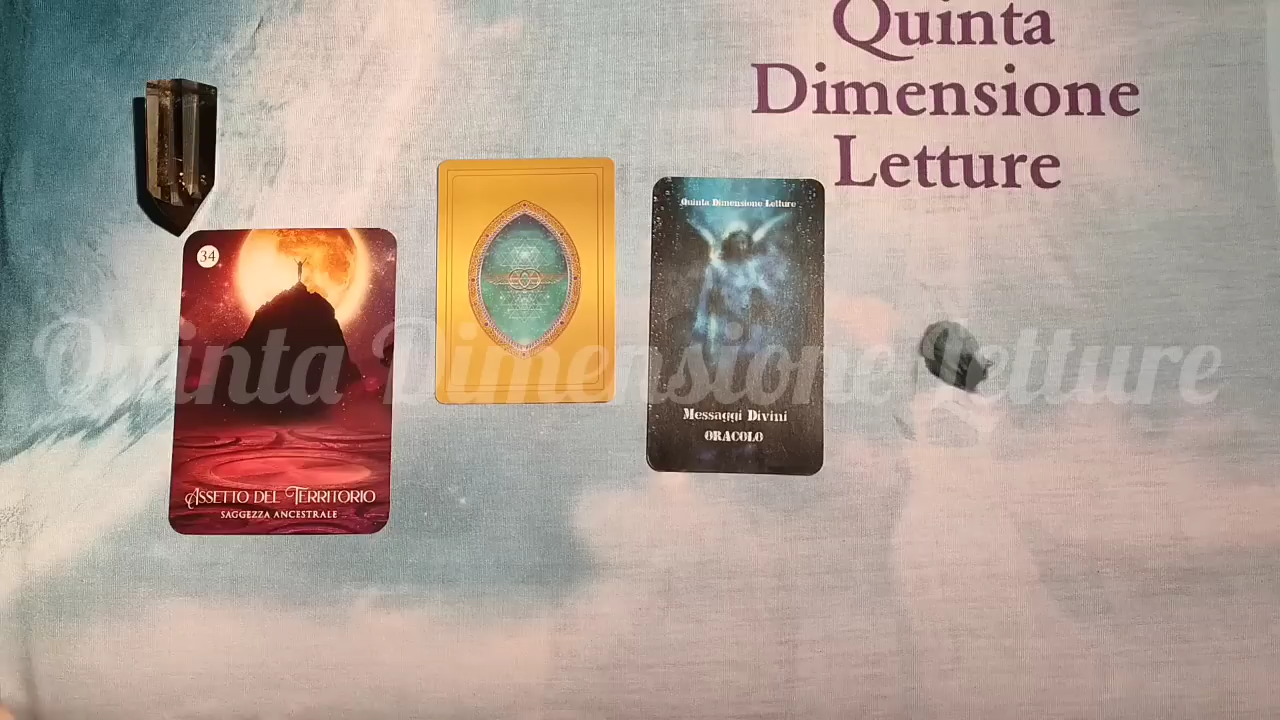 Quinta
Dimensione
Letture
34
ASSETTO DEL TERRITORIO
SAGGEZZA ANCESTRALE
Quinta Dimensione Letture
Messaggi Divini
ORACOLO
Quinta Dimensione Letture